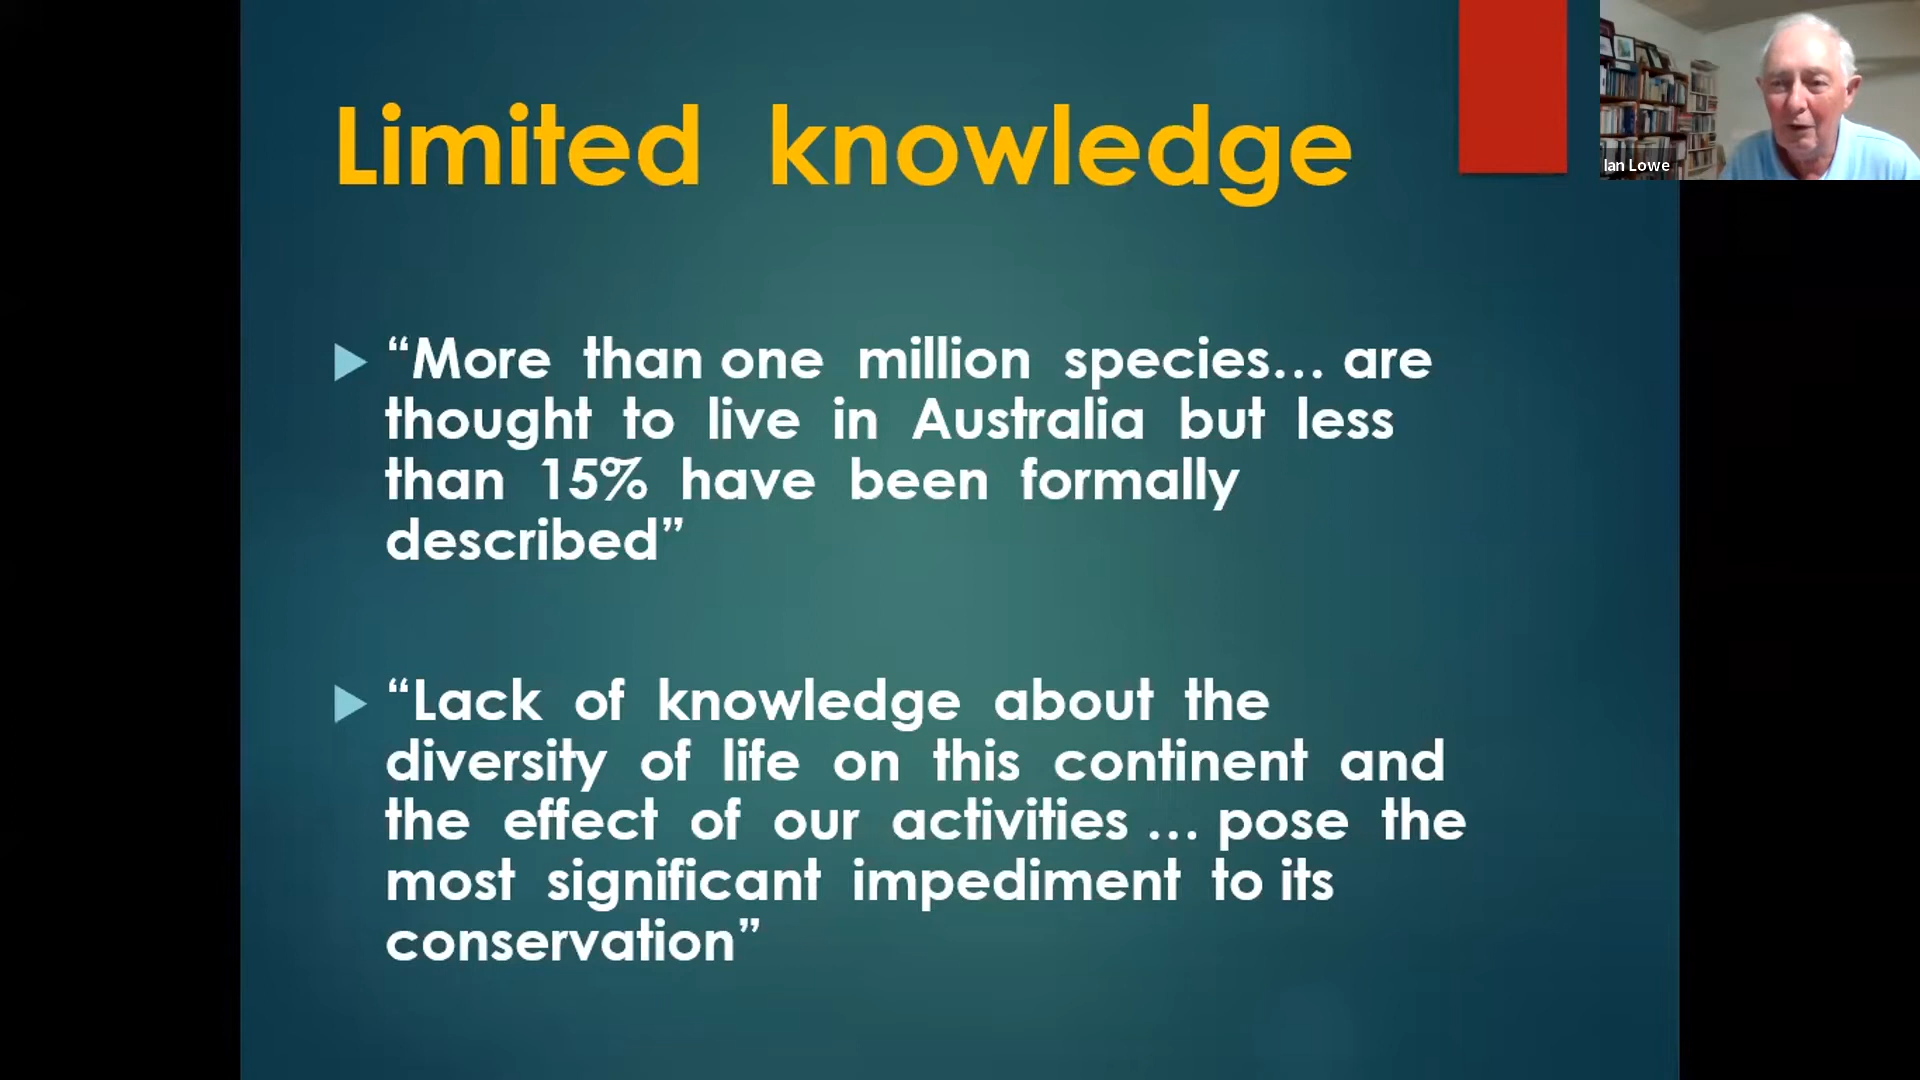 Limited knowledge
Ian Lowe
“More than one million species… are
thought to live in Australia but less
than 15% have been formally
described”
“Lack of knowledge about the
diversity of life on this continent and
the effect of our activities … pose the
most significant impediment to its
conservation”